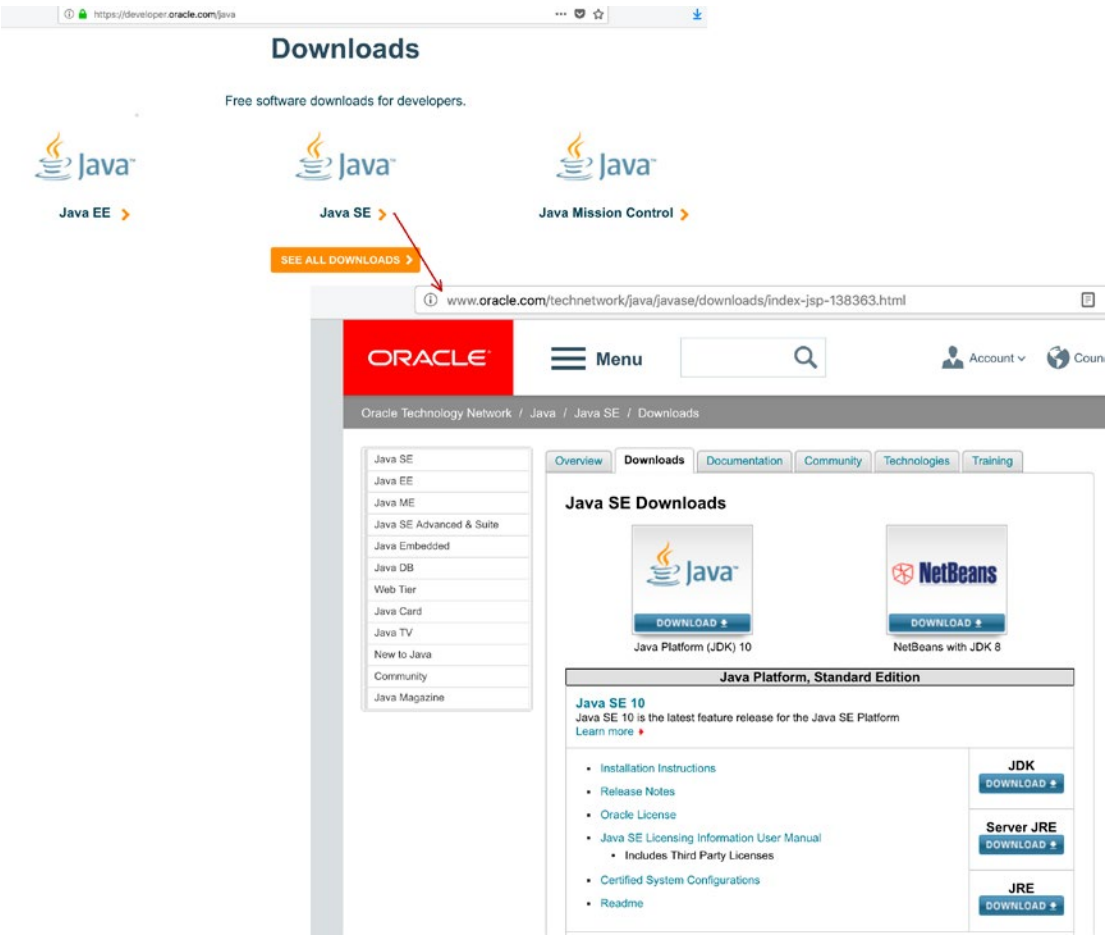 https://developer.oracle.com/java
Downloads
Free software downloads for developers.
Java™ Java™ Java™
Java EE Java SE Java Mission Control
SEE ALL DOWNLOADS
www.oracle.com/technetwork/java/javase/downloads/index-jsp-138363.html
ORACLE®
Menu
Account
Oracle Technology Network / Java / Java SE / Downloads
Java SE
Java EE
Java ME
Java SE Advanced & Suite
Java Embedded
Java DB
Web Tier
Java Card
Java TV
New to Java
Community
Java Magazine
Overview Downloads Documentation Community Technologies Training
Java SE Downloads
Java™ NetBeans
DOWNLOAD DOWNLOAD
Java Platform (JDK) 10 NetBeans with JDK 8
Java Platform, Standard Edition
Java SE 10
Java SE 10 is the latest feature release for the Java SE Platform
Learn more
Installation Instructions
Release Notes
Oracle License
Java SE Licensing Information User Manual
Includes Third Party Licenses
Certified System Configurations
Readme
JDK
DOWNLOAD
Server JRE
DOWNLOAD
JRE
DOWNLOAD